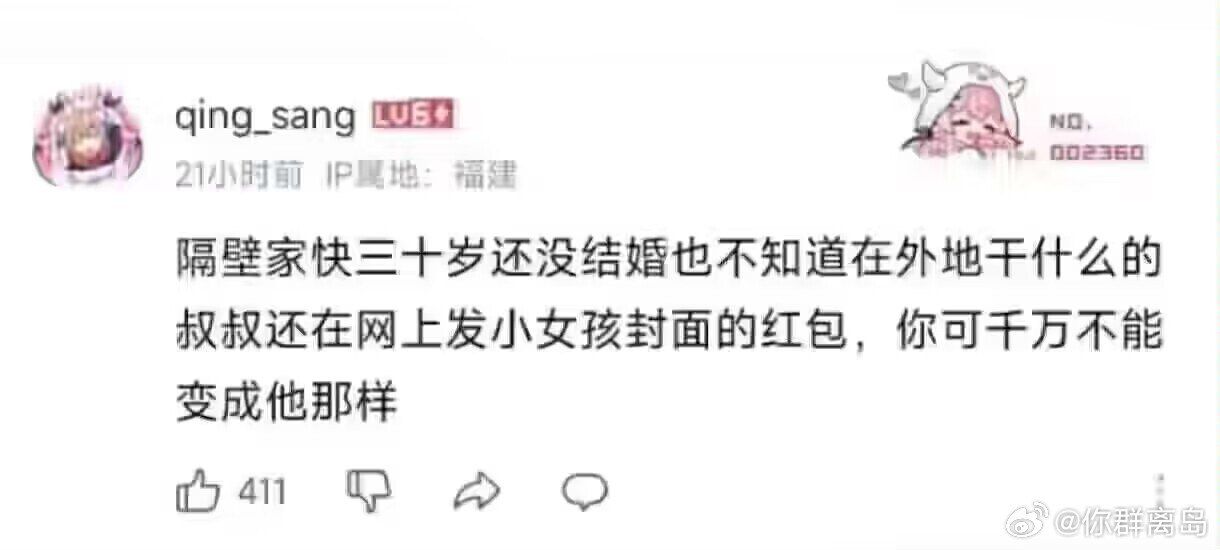 qing_sang LV6
NO.
002360
21小时前 IP属地：福建
隔壁家快三十岁还没结婚也不知道在外地干什么的
叔叔还在网上发小女孩封面的红包，你可千万不能
变成他那样
411
@你群离岛